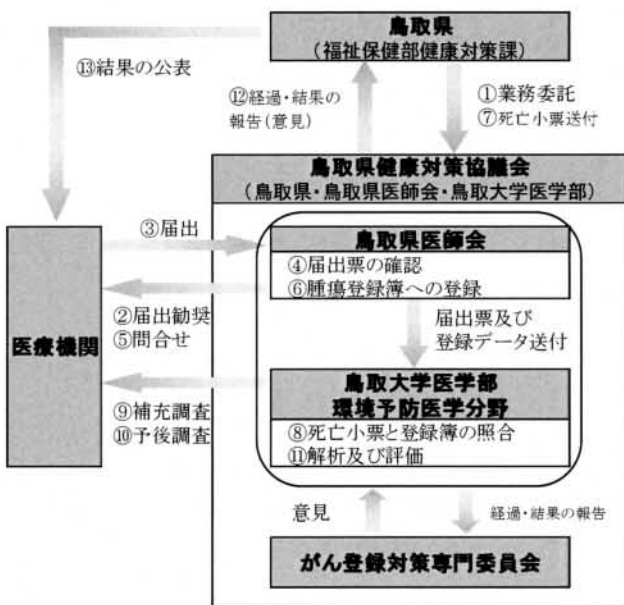 鳥取県
(福祉保健部健康対策課)
⑬結果の公表
⑫経過・結果の
報告(意見)
①業務委託
⑦死亡小票送付
鳥取県健康対策協議会
(鳥取県・鳥取県医師会・鳥取大学医学部)
③届出
鳥取県医師会
④届出票の確認
⑥腫瘍登録簿への登録
②届出勧奨
⑤問合せ
医療機関
届出票及び
登録データ送付
鳥取大学医学部
環境予防医学分野
⑧死亡小票と登録簿の照合
⑪解析及び評価
⑨補充調査
⑩予後調査
意見
経過・結果の報告
がん登録対策専門委員会